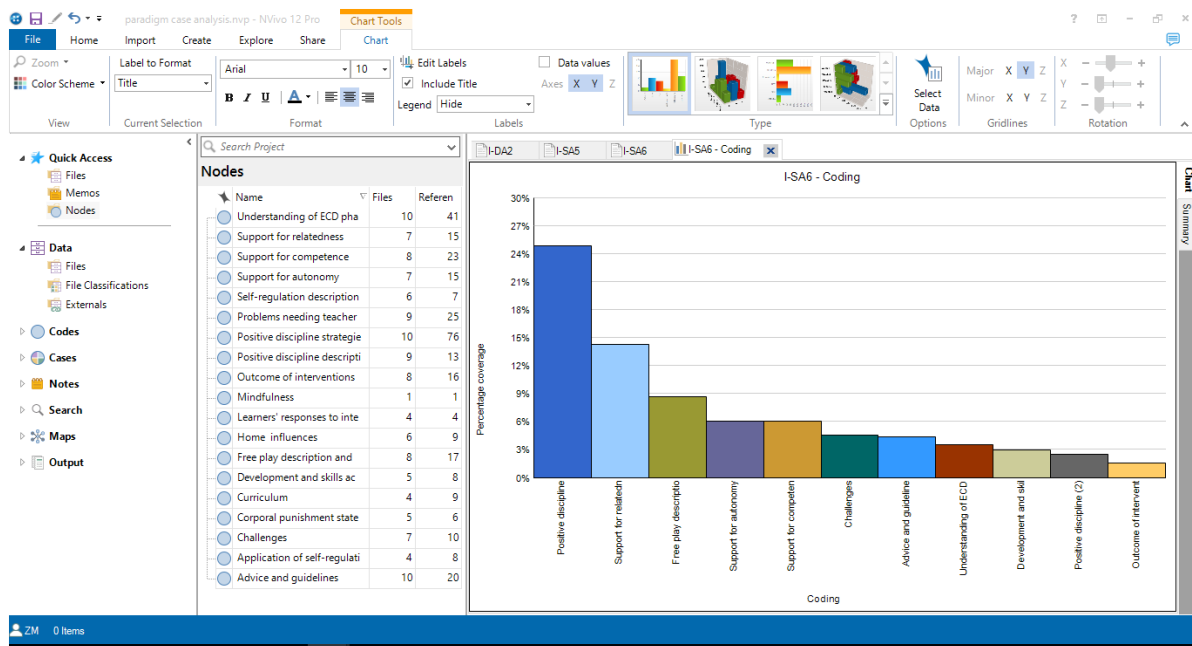 paradigm case analysis.nvp - NVivo 12 Pro
Chart Tools
?
File
Home
Import
Create
Explore
Share
Chart
Zoom
Color Scheme
View
Label to Format
Title
Current Selection
Arial
10
B I U A
Format
Edit Labels
Include Title
Legend Hide
Data values
Axes X Y Z
Labels
Type
Select
Data
Options
Major X Y Z
Minor X Y Z
Gridlines
X - +
Y - +
Z - +
Rotation
Quick Access
Files
Memos
Nodes
Data
Files
File Classifications
Externals
Codes
Cases
Notes
Search
Maps
Output
Search Project
Nodes
Name Files Referen
Understanding of ECD pha 10 41
Support for relatedness 7 15
Support for competence 8 23
Support for autonomy 7 15
Self-regulation description 6 7
Problems needing teacher 9 25
Positive discipline strategie 10 76
Positive discipline descripti 9 13
Outcome of interventions 8 16
Mindfulness 1 1
Learners' responses to inte 4 4
Home influences 6 9
Free play description and 8 17
Development and skills ac 5 8
Curriculum 4 9
Corporal punishment state 5 6
Challenges 7 10
Application of self-regulati 4 8
Advice and guidelines 10 20
I-DA2
I-SA5
I-SA6
I-SA6 - Coding
I-SA6 - Coding
Percentage coverage
30%
27%
24%
21%
18%
15%
12%
9%
6%
3%
0%
Positive discipline
Support for relatedn
Free play descriptio
Support for autonomy
Support for competen
Challenges
Advice and guideline
Understanding of ECD
Development and skil
Positive discipline (2)
Outcome of intervent
Coding
Chart
Summary
ZM 0 Items